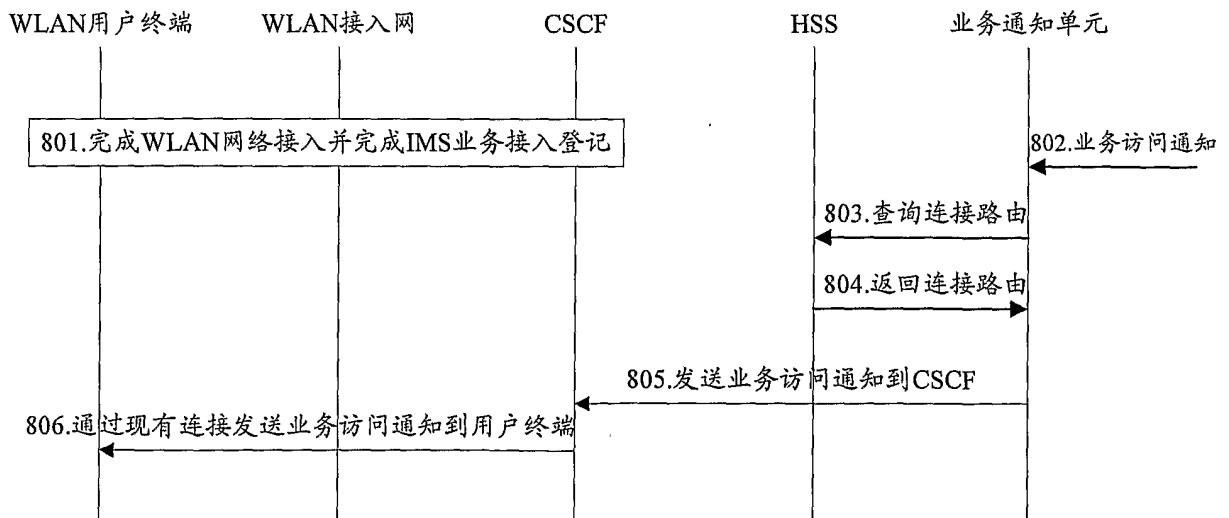 WLAN用户终端
WLAN接入网
CSCF
HSS
业务通知单元
801.完成WLAN网络接入并完成IMS业务接入登记
802.业务访问通知
803.查询连接路由
804.返回连接路由
805.发送业务访问通知到CSCF
806.通过现有连接发送业务访问通知到用户终端